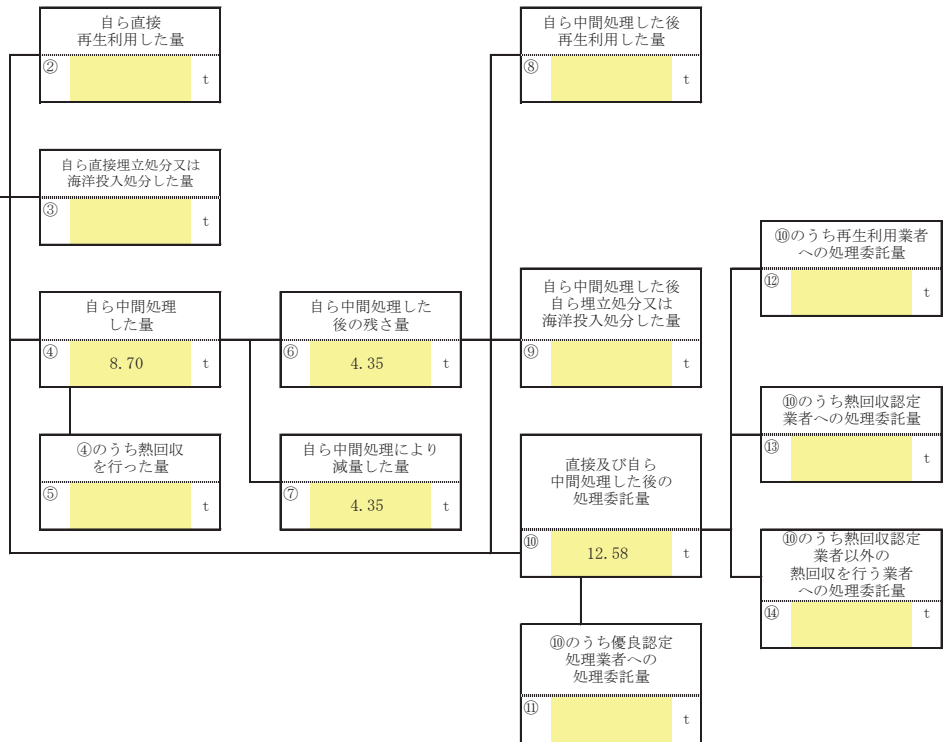 自ら直接
再生利用した量
②
t
自ら直接埋立処分又は
海洋投入処分した量
③
t
自ら中間処理
した量
④ 8.70 t
④のうち熱回収
を行った量
⑤
t
自ら中間処理した
後の残さ量
⑥ 4.35 t
自ら中間処理により
減量した量
⑦ 4.35 t
自ら中間処理した後
再生利用した量
⑧
t
自ら中間処理した後
自ら埋立処分又は
海洋投入処分した量
⑨
t
直接及び自ら
中間処理した後の
処理委託量
⑩ 12.58 t
⑩のうち優良認定
処理業者への
処理委託量
⑪
t
⑩のうち再生利用業者
への処理委託量
⑫
t
⑩のうち熱回収認定
業者への処理委託量
⑬
t
⑩のうち熱回収認定
業者以外の
熱回収を行う業者
への処理委託量
⑭
t